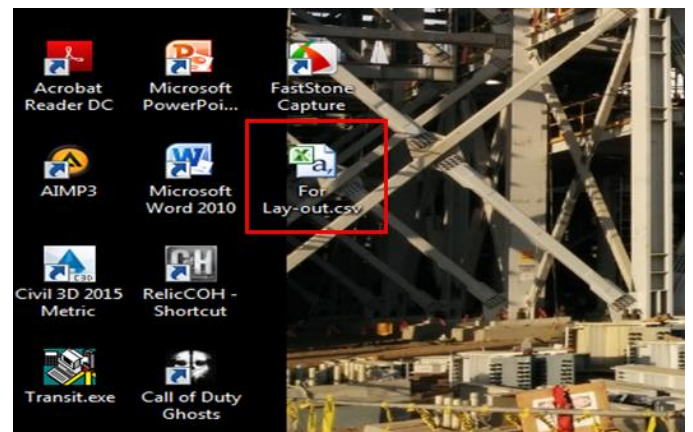 Acrobat
Reader DC
Microsoft
PowerPoi...
FastStone
Capture
AIMP3
Microsoft
Word 2010
For
Lay-out.csv
Civil 3D 2015
Metric
RelicCOH -
Shortcut
Transit.exe
Call of Duty
Ghosts